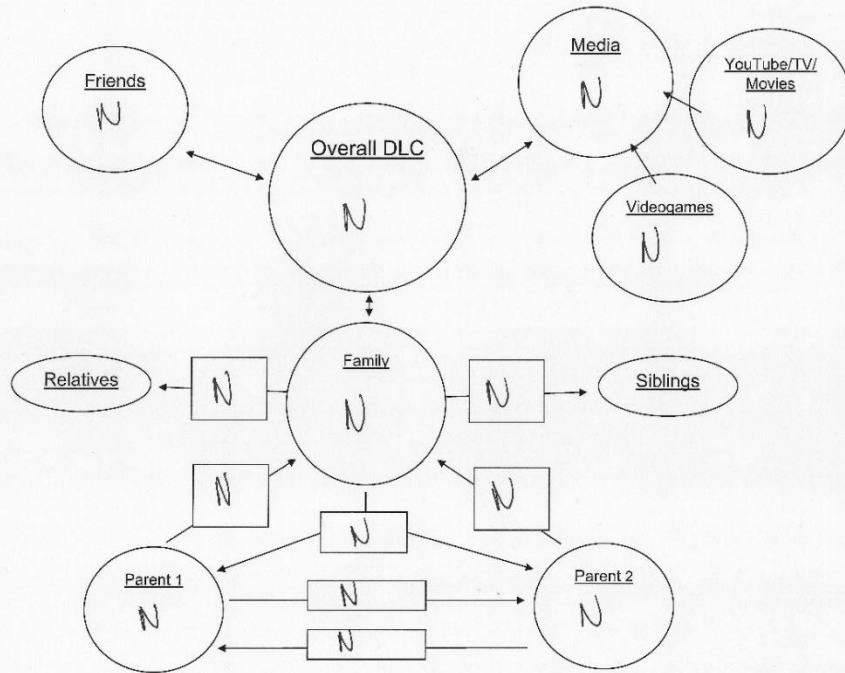 Friends
N
Media
N
YouTube/TV/
Movies
N
Overall DLC
N
Videogames
N
Relatives
N
Family
N
N
Siblings
N
N
N
Parent 1
N
N
N
Parent 2
N